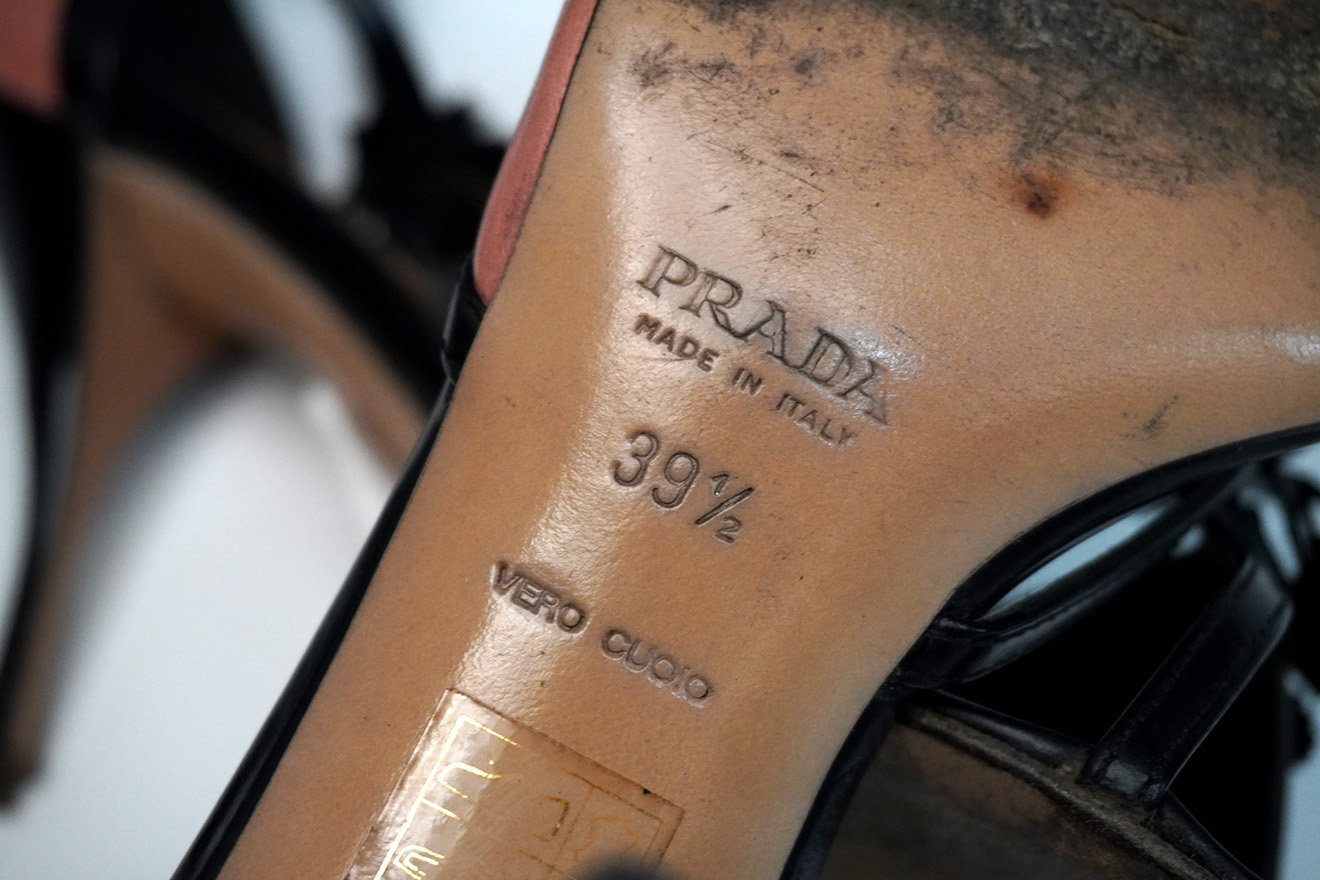 PRADA
MADE IN ITALY
39½
VERO CUOIO